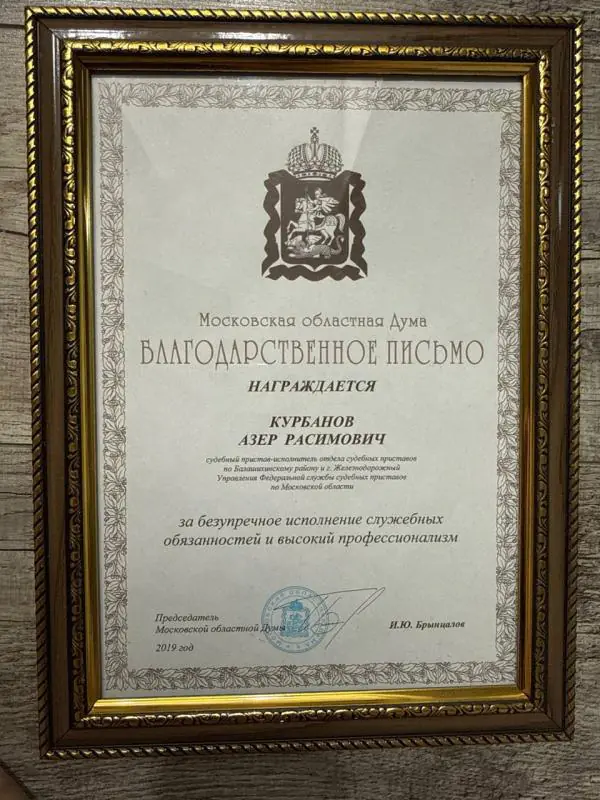 Московская областная Дума
БЛАГОДАРСТВЕННОЕ ПИСЬМО
НАГРАЖДАЕТСЯ
КУРБАНОВ
АЗЕР РАСИМОВИЧ
судебный пристав-исполнитель отдела судебных приставов
по Балашихинскому району и г. Железнодорожный
Управления Федеральной службы судебных приставов
по Московской области
за безупречное исполнение служебных
обязанностей и высокий профессионализм
Председатель
Московской областной Думы
И.Ю. Брынцалов
2019 год